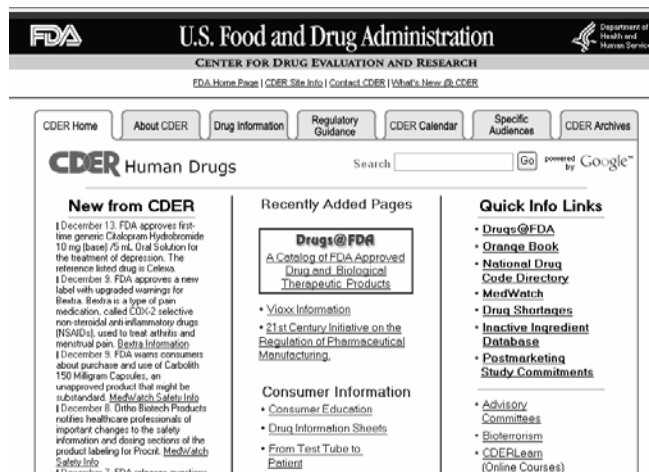 FDA
U.S. Food and Drug Administration
Department of
Health and
Human Servic
CENTER FOR DRUG EVALUATION AND RESEARCH
FDA Home Page | CDER Site Info | Contact CDER | What's New @ CDER
CDER Home
About CDER
Drug Information
Regulatory
Guidance
CDER Calendar
Specific
Audiences
CDER Archives
CDER Human Drugs
Search
Go
powered
by
Google™
New from CDER
December 13. FDA approves first-
time generic Citalopram Hydrobromide
10 mg (base) /5 mL Oral Solution for
the treatment of depression. The
reference listed drug is Celexa.
December 9. FDA approves a new
label with upgraded warnings for
Bextra. Bextra is a type of pain
medication, called COX-2 selective
non-steroidal anti-inflammatory drugs
(NSAIDs), used to treat arthritis and
menstrual pain. Bextra Information
December 9. FDA warns consumers
about purchase and use of Carbolith
150 Milligram Capsules, an
unapproved product that might be
substandard. MedWatch Safety Info
December 8. Ortho Biotech Products
notifies healthcare professionals of
important changes to the safety
information and dosing sections of the
product labeling for Procrit. MedWatch
Safety Info
Recently Added Pages
Drugs@FDA
A Catalog of FDA Approved
Drug and Biological
Therapeutic Products
• Vioxx Information
• 21st Century Initiative on the
Regulation of Pharmaceutical
Manufacturing.
Consumer Information
• Consumer Education
• Drug Information Sheets
• From Test Tube to
Patient
Quick Info Links
• Drugs@FDA
• Orange Book
• National Drug
Code Directory
• MedWatch
• Drug Shortages
• Inactive Ingredient
Database
• Postmarketing
Study Commitments
• Advisory
Committees
• Bioterrorism
• CDERLearn
(Online Courses)